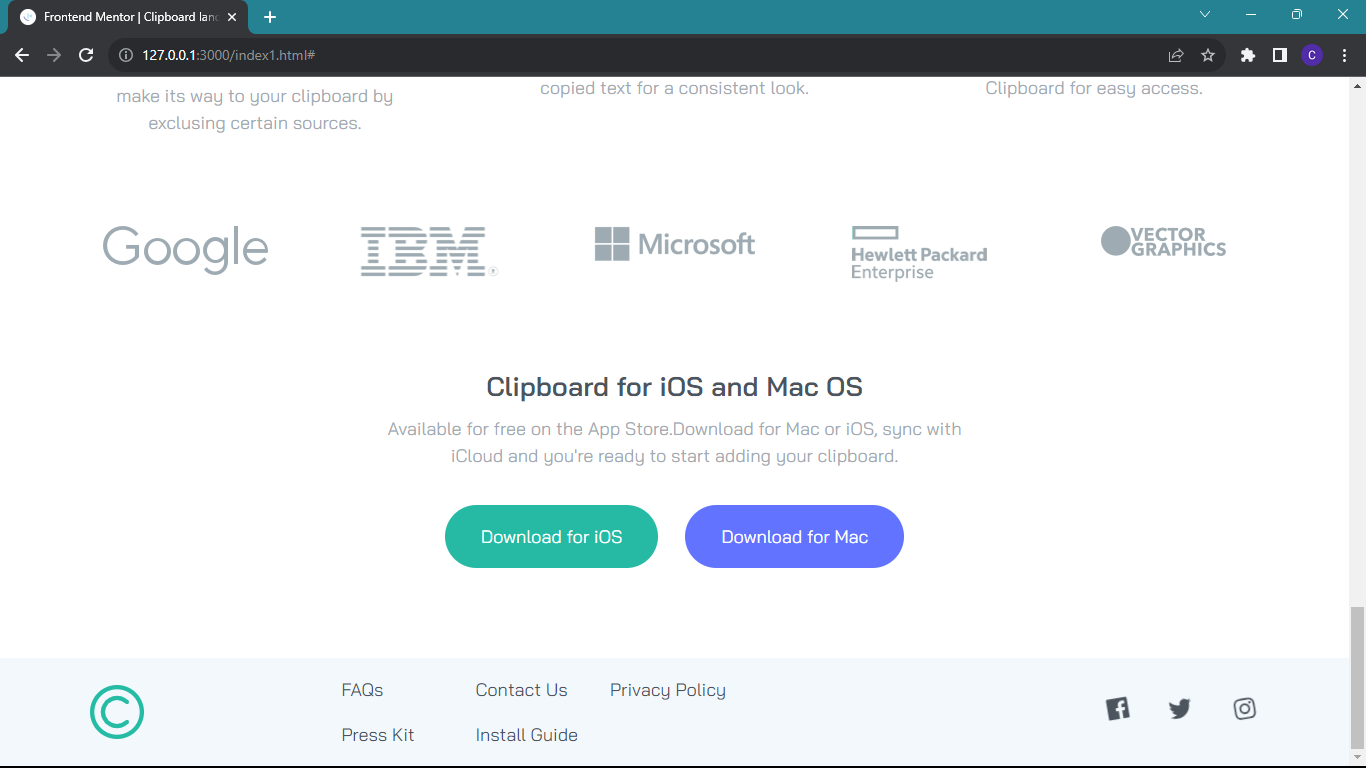 Frontend Mentor | Clipboard lanc
127.0.0.1:3000/index1.html#
C
make its way to your clipboard by
exclusing certain sources.
copied text for a consistent look.
Clipboard for easy access.
Google
IBM®
Microsoft
Hewlett Packard
Enterprise
VECTOR
GRAPHICS
Clipboard for iOS and Mac OS
Available for free on the App Store.Download for Mac or iOS, sync with
iCloud and you're ready to start adding your clipboard.
Download for iOS
Download for Mac
FAQs
Contact Us
Privacy Policy
Press Kit
Install Guide